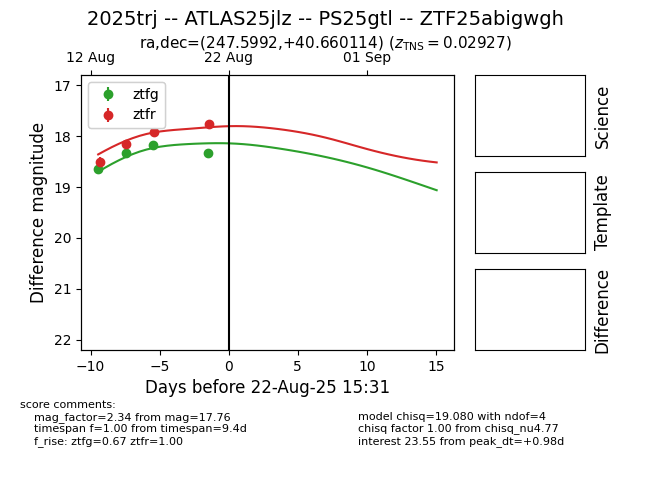 2025trj -- ATLAS25jlz -- PS25gtl -- ZTF25abigwgh
ra,dec=(247.5992,+40.660114) (z_TNS = 0.02927)
12 Aug 22 Aug 01 Sep
ztfg
ztfr
17
18
19
20
21
22
Difference magnitude
−10 −5 0 5 10 15
Days before 22-Aug-25 15:31
Science
Template
Difference
score comments:
mag_factor=2.34 from mag=17.76
timespan f=1.00 from timespan=9.4d
f_rise: ztfg=0.67 ztfr=1.00
model chisq=19.080 with ndof=4
chisq factor 1.00 from chisq_nu4.77
interest 23.55 from peak_dt=+0.98d